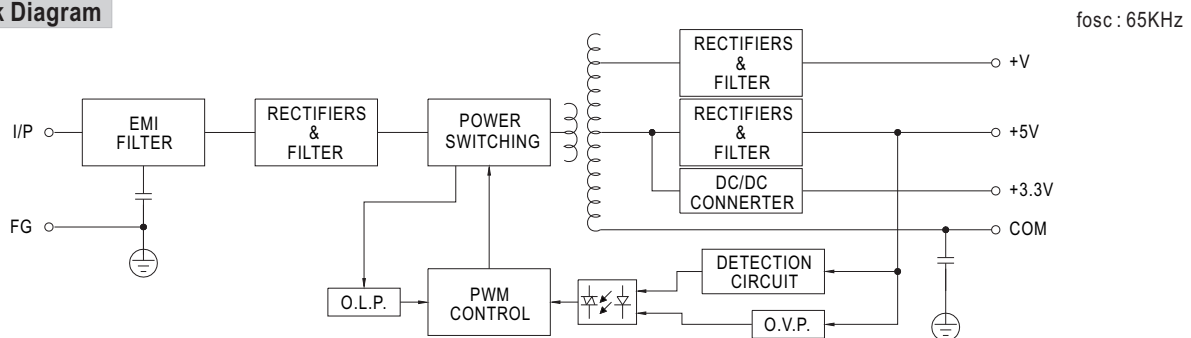 k Diagram
fosc : 65KHz
RECTIFIERS
&
FILTER
+V
I/P
EMI
FILTER
RECTIFIERS
&
FILTER
POWER
SWITCHING
RECTIFIERS
&
FILTER
+5V
DC/DC
CONNERTER
+3.3V
FG
COM
DETECTION
CIRCUIT
O.L.P.
PWM
CONTROL
O.V.P.